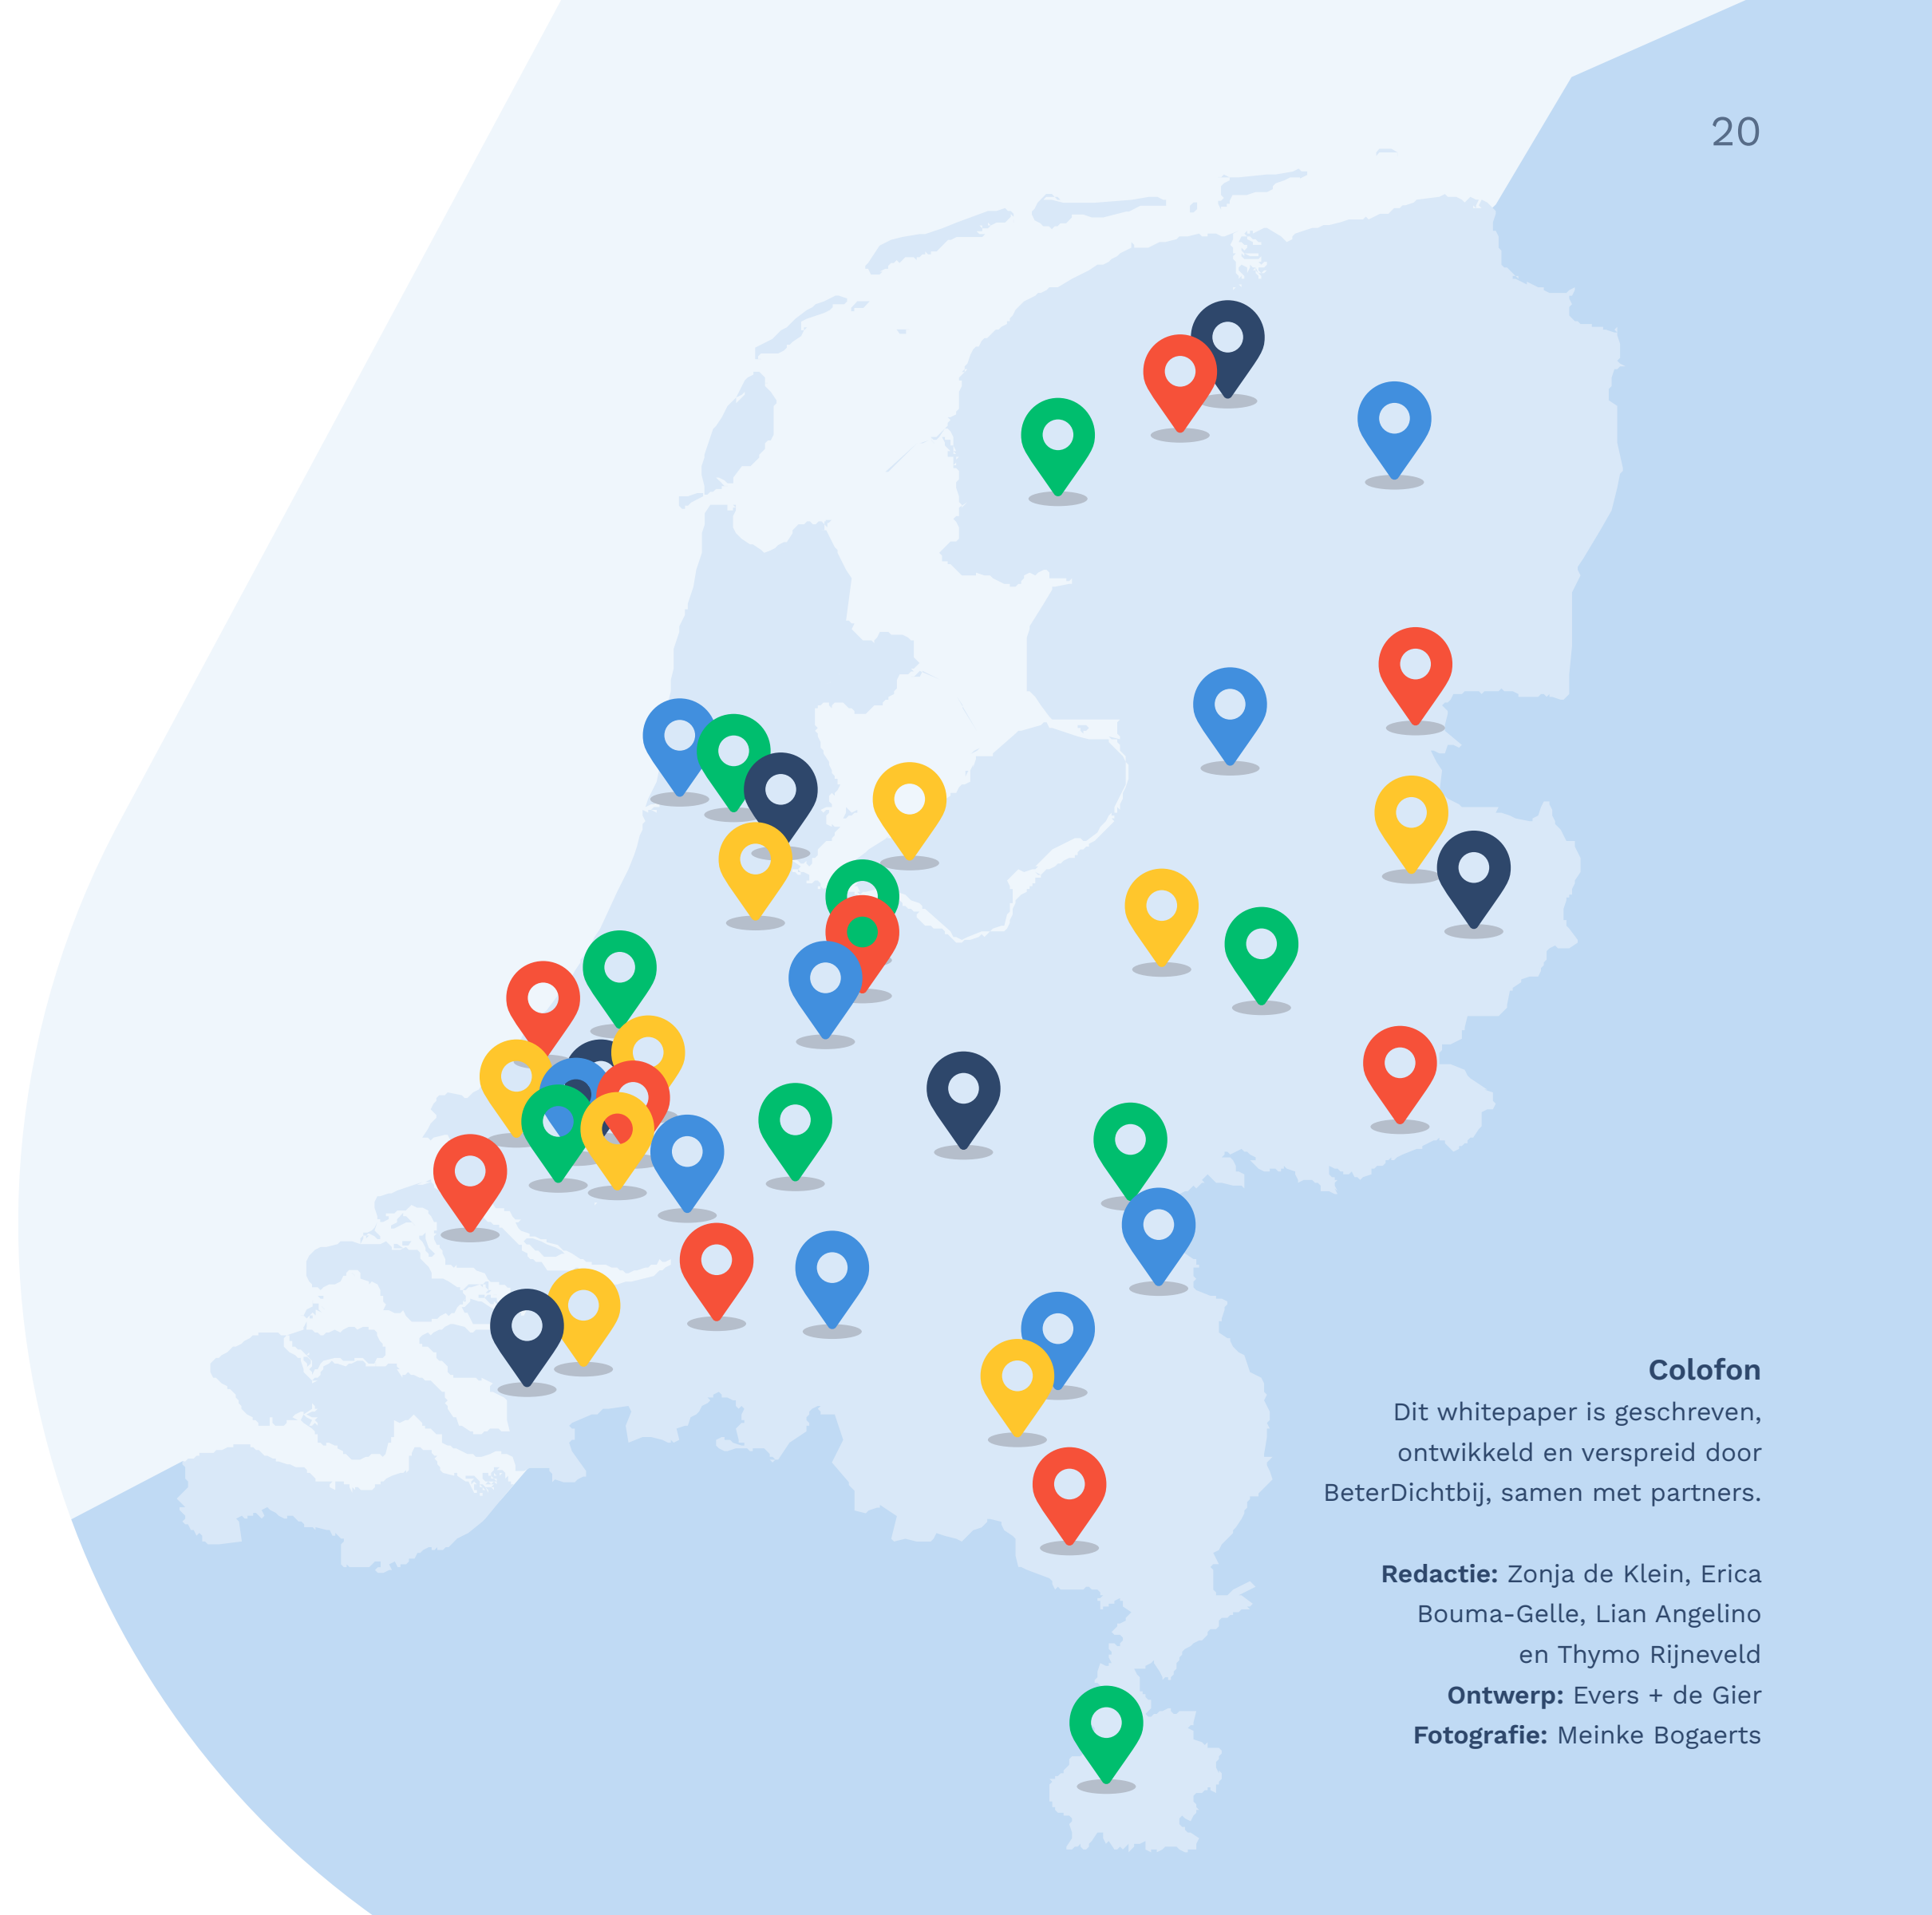 20
Colofon
Dit whitepaper is geschreven,
ontwikkeld en verspreid door
BeterDichtbij, samen met partners.
Redactie: Zonja de Klein, Erica
Bouma-Gelle, Lian Angelino
en Thymo Rijneveld
Ontwerp: Evers + de Gier
Fotografie: Meinke Bogaerts